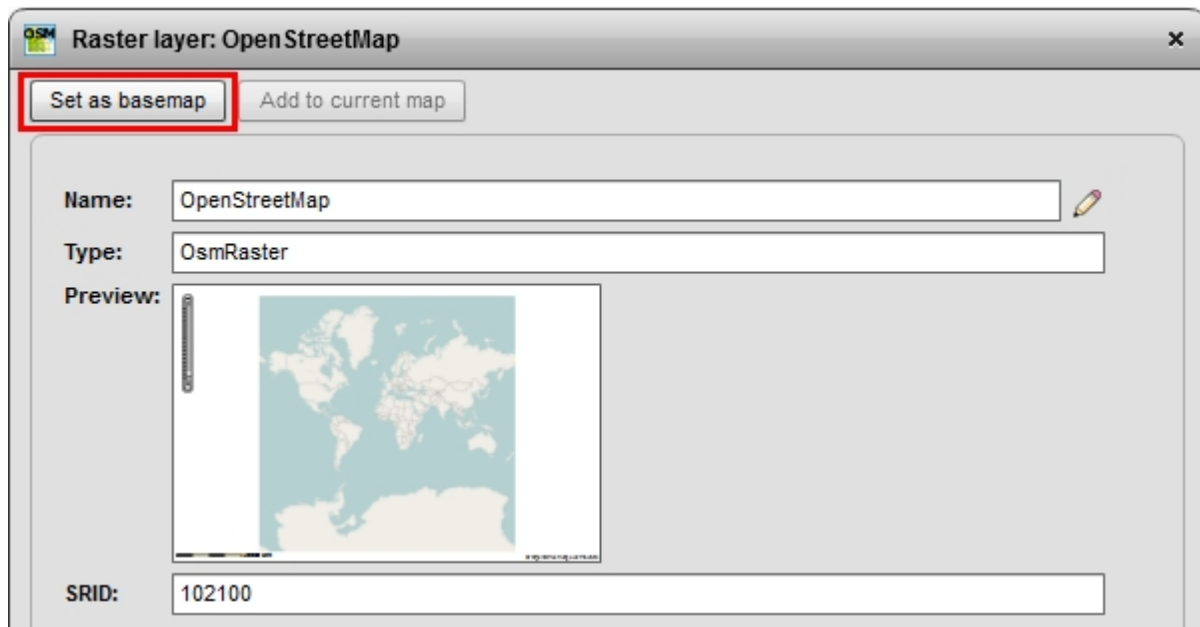 OSM Raster layer: OpenStreetMap
Set as basemap Add to current map
Name: OpenStreetMap
Type: OsmRaster
Preview:
SRID: 102100